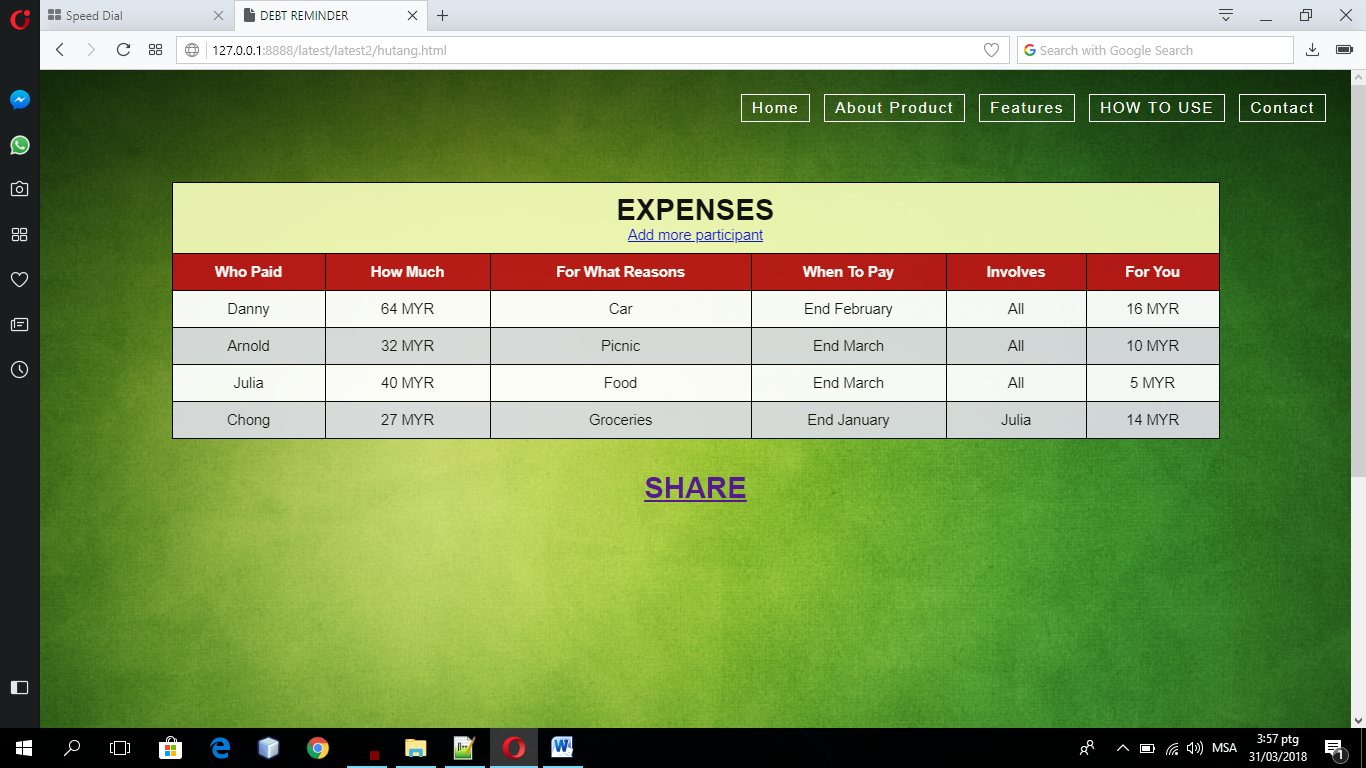 Speed Dial
DEBT REMINDER
127.0.0.1:8888/latest/latest2/hutang.html
Search with Google Search
Home
About Product
Features
HOW TO USE
Contact
EXPENSES
Add more participant
Who Paid How Much For What Reasons When To Pay Involves For You
Danny 64 MYR Car End February All 16 MYR
Arnold 32 MYR Picnic End March All 10 MYR
Julia 40 MYR Food End March All 5 MYR
Chong 27 MYR Groceries End January Julia 14 MYR
SHARE
MSA
3:57 ptg
31/03/2018
1